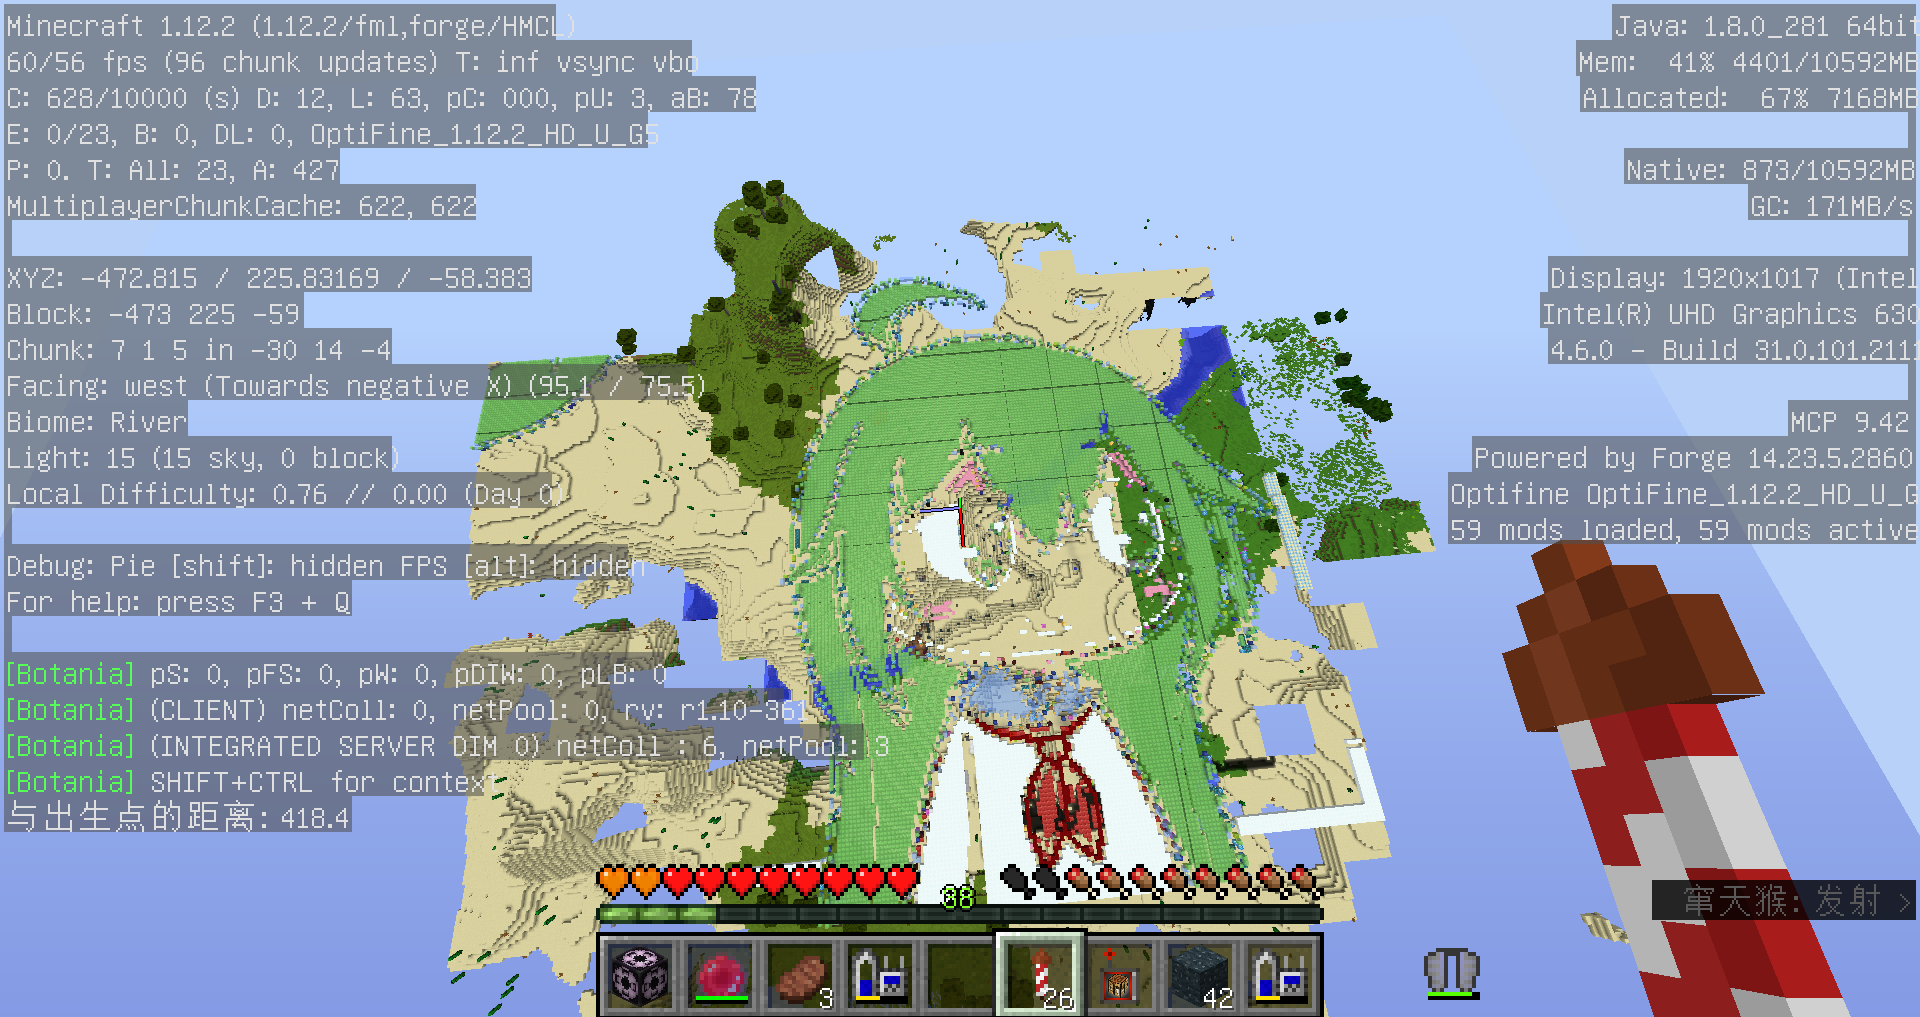 Minecraft 1.12.2 (1.12.2/fml,forge/HMCL)
60/56 fps (96 chunk updates) T: inf vsync vbo
C: 628/10000 (s) D: 12, L: 63, pC: 000, pU: 3, aB: 78
E: 0/23, B: 0, DL: 0, OptiFine_1.12.2_HD_U_G5
P: 0. T: All: 23, A: 427
MultiplayerChunkCache: 622, 622
XYZ: -472.815 / 225.83169 / -58.383
Block: -473 225 -59
Chunk: 7 1 5 in -30 14 -4
Facing: west (Towards negative X) (95.1 / 75.5)
Biome: River
Light: 15 (15 sky, 0 block)
Local Difficulty: 0.76 // 0.00 (Day 0)
Debug: Pie [shift]: hidden FPS [alt]: hidden
For help: press F3 + Q
[Botania] pS: 0, pFS: 0, pW: 0, pDIW: 0, pLB: 0
[Botania] (CLIENT) netColl: 0, netPool: 0, rv: r1.10-361
[Botania] (INTEGRATED SERVER DIM 0) netColl : 6, netPool: 3
[Botania] SHIFT+CTRL for context
与出生点的距离: 418.4
Java: 1.8.0_281 64bit
Mem: 41% 4401/10592MB
Allocated: 67% 7168MB
Native: 873/10592MB
GC: 171MB/s
Display: 1920x1017 (Intel
Intel(R) UHD Graphics 630
4.6.0 - Build 31.0.101.2111
MCP 9.42
Powered by Forge 14.23.5.2860
Optifine OptiFine_1.12.2_HD_U_G
59 mods loaded, 59 mods active
窜天猴: 发射 >
38
3
26
42